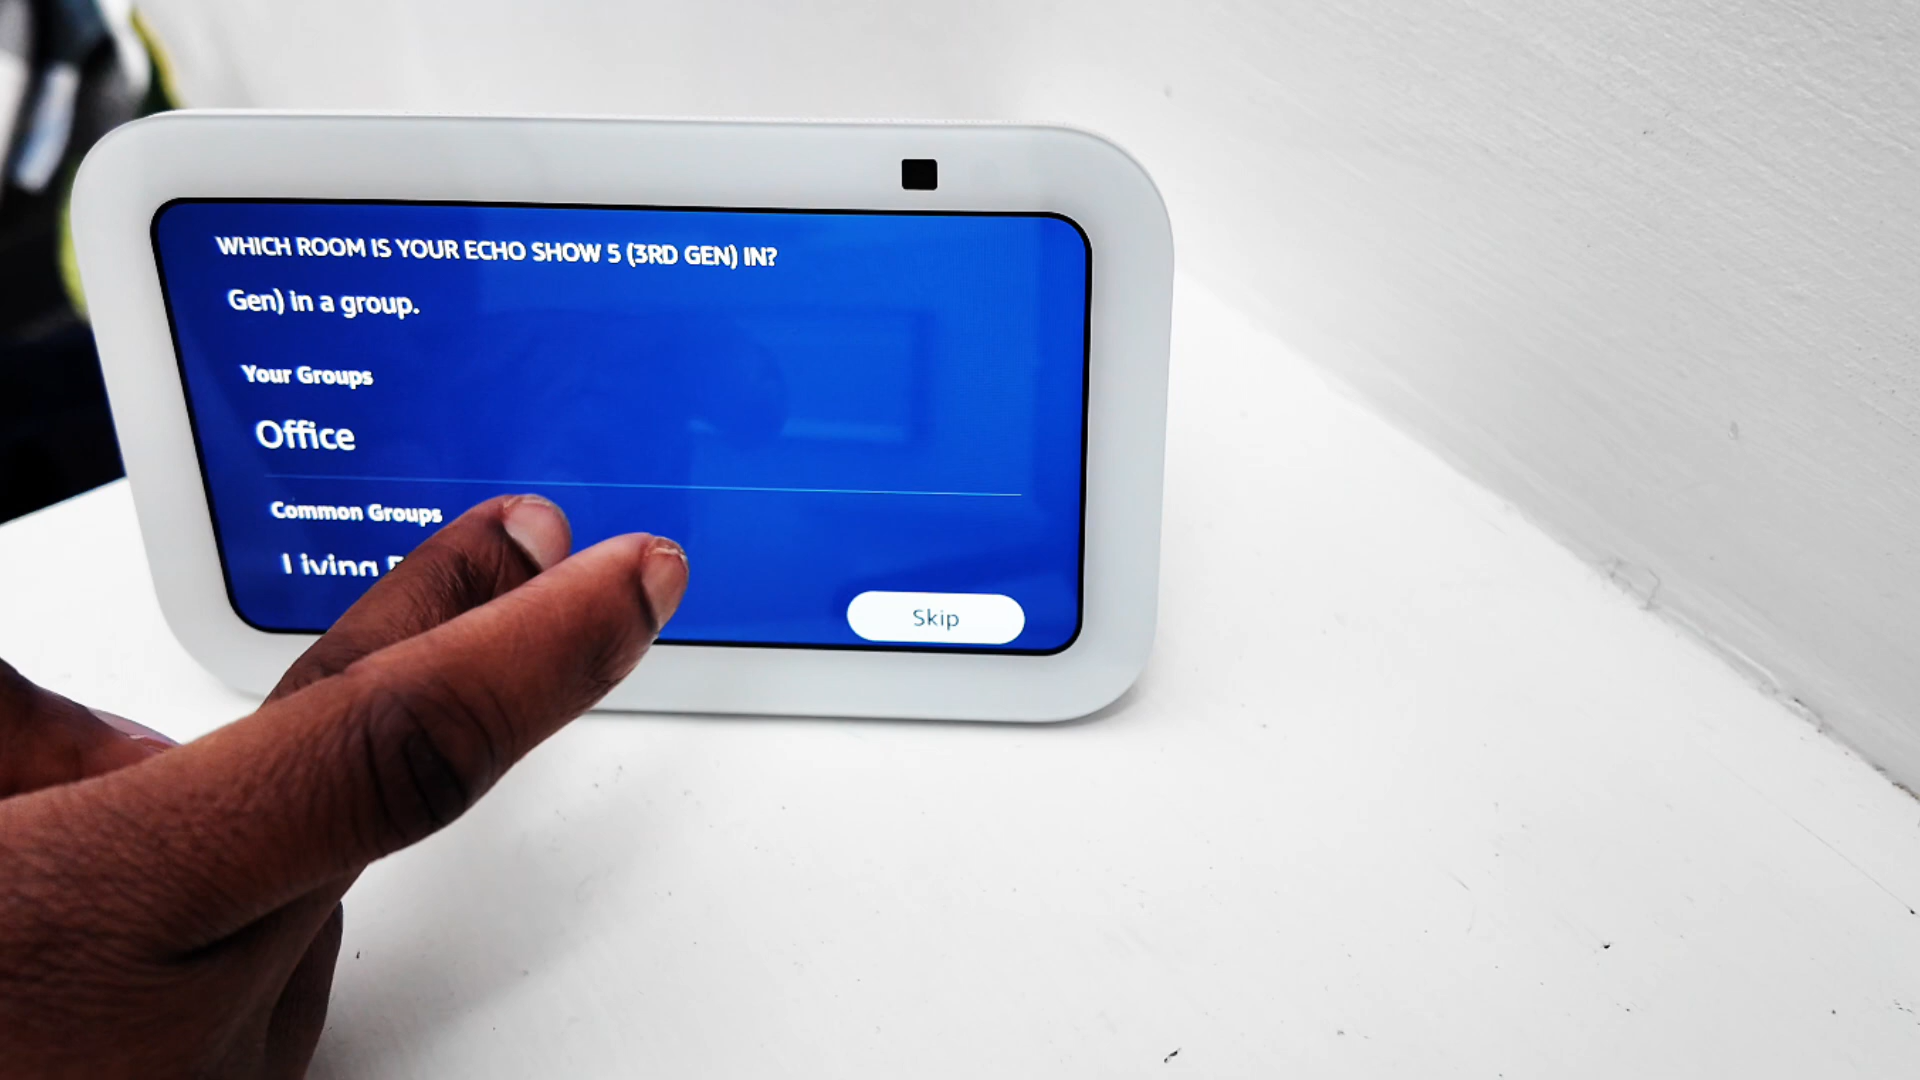 WHICH ROOM IS YOUR ECHO SHOW 5 (3RD GEN) IN?
Gen) in a group.
Your Groups
Office
Common Groups
Living
Skip